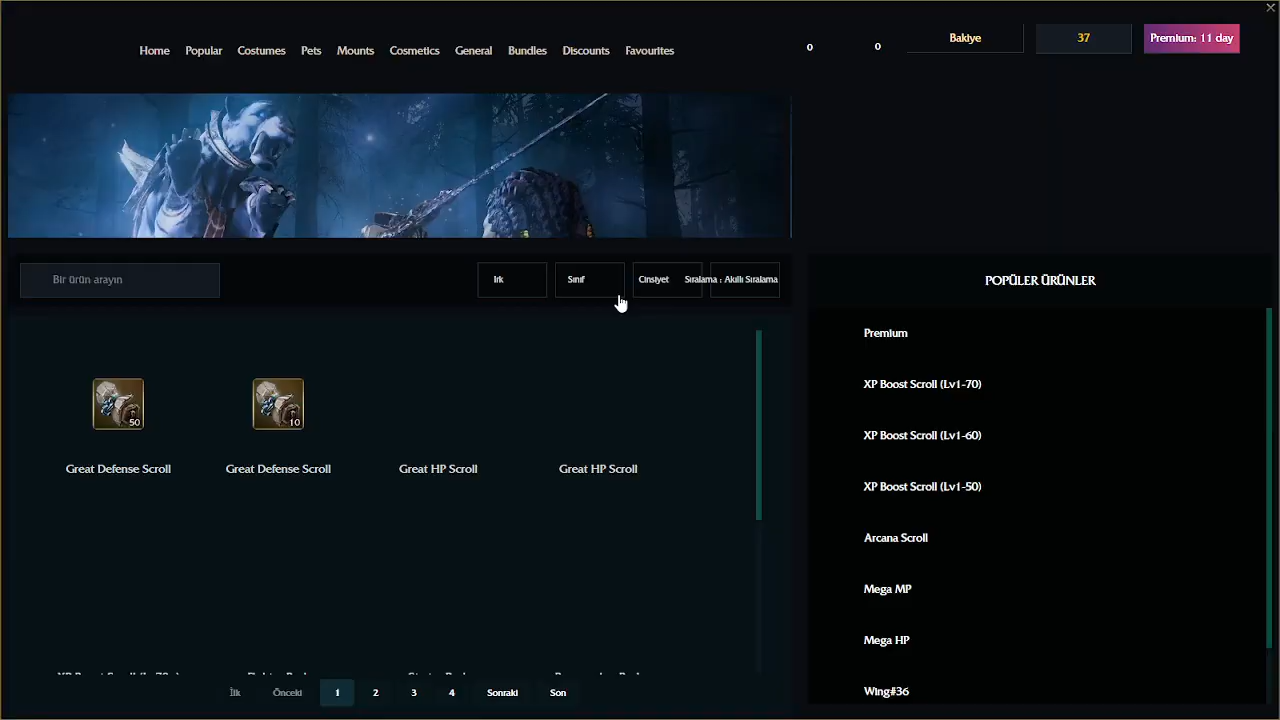 Home Popular Costumes Pets Mounts Cosmetics General Bundles Discounts Favourites
0 0 Bakiye 37 Premium: 11 day
Bir ürün arayın
Irk Sınıf Cinsiyet Sıralama : Akıllı Sıralama
POPÜLER ÜRÜNLER
Premium
XP Boost Scroll (Lv1-70)
XP Boost Scroll (Lv1-60)
XP Boost Scroll (Lv1-50)
Arcana Scroll
Mega MP
Mega HP
Wing#36
50 10
Great Defense Scroll Great Defense Scroll Great HP Scroll Great HP Scroll
İlk Önceki 1 2 3 4 Sonraki Son